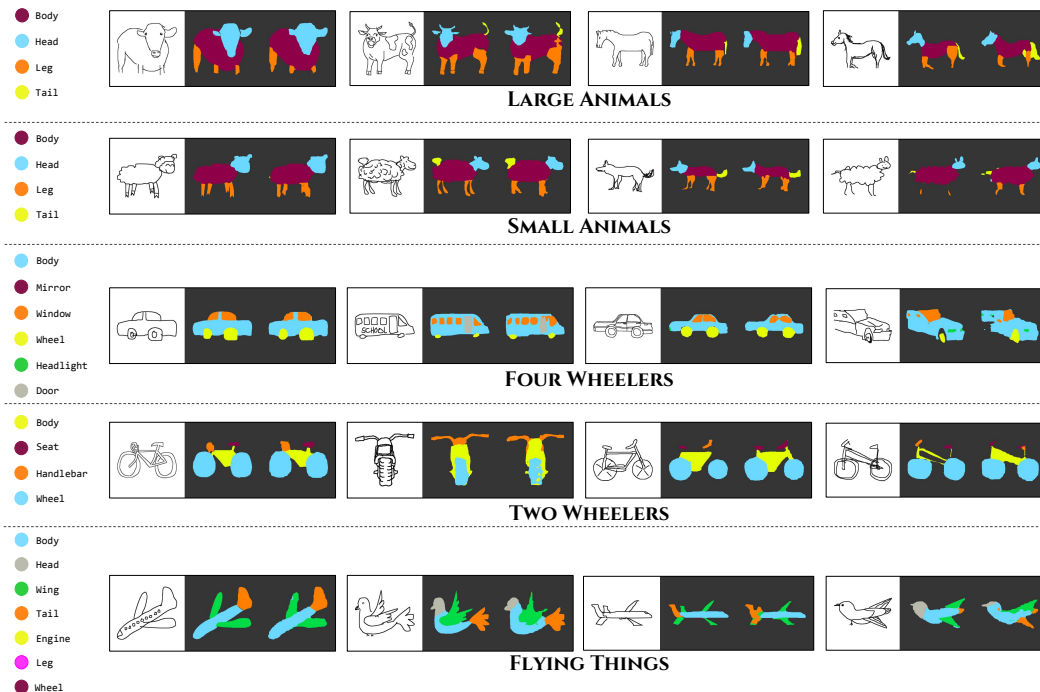 Body
Head
Leg
Tail
LARGE ANIMALS
Body
Head
Leg
Tail
SMALL ANIMALS
Body
Mirror
Window
Wheel
Headlight
Door
SCHOOL
FOUR WHEELERS
Body
Seat
Handlebar
Wheel
TWO WHEELERS
Body
Head
Wing
Tail
Engine
Leg
Wheel
FLYING THINGS